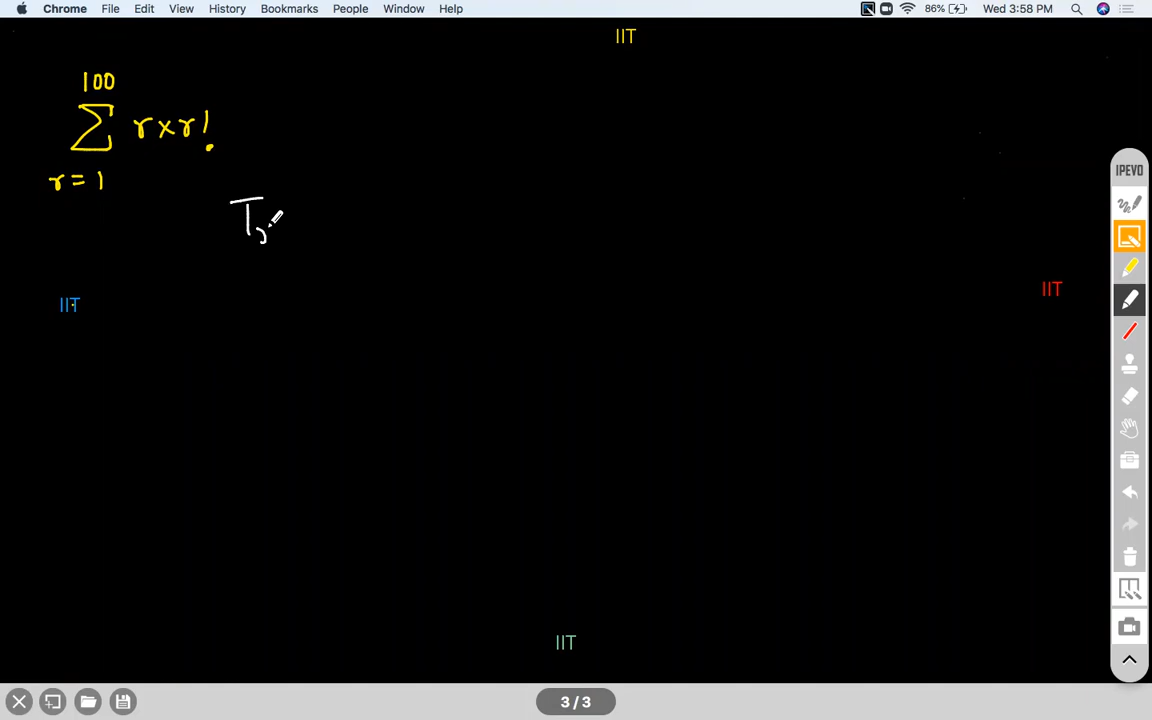 Chrome File Edit View History Bookmarks People Window Help 86% Wed 3:58 PM
IIT
100
∑ r×r!
r=1
IPEVO
T
IIT
IIT
IIT
3/3